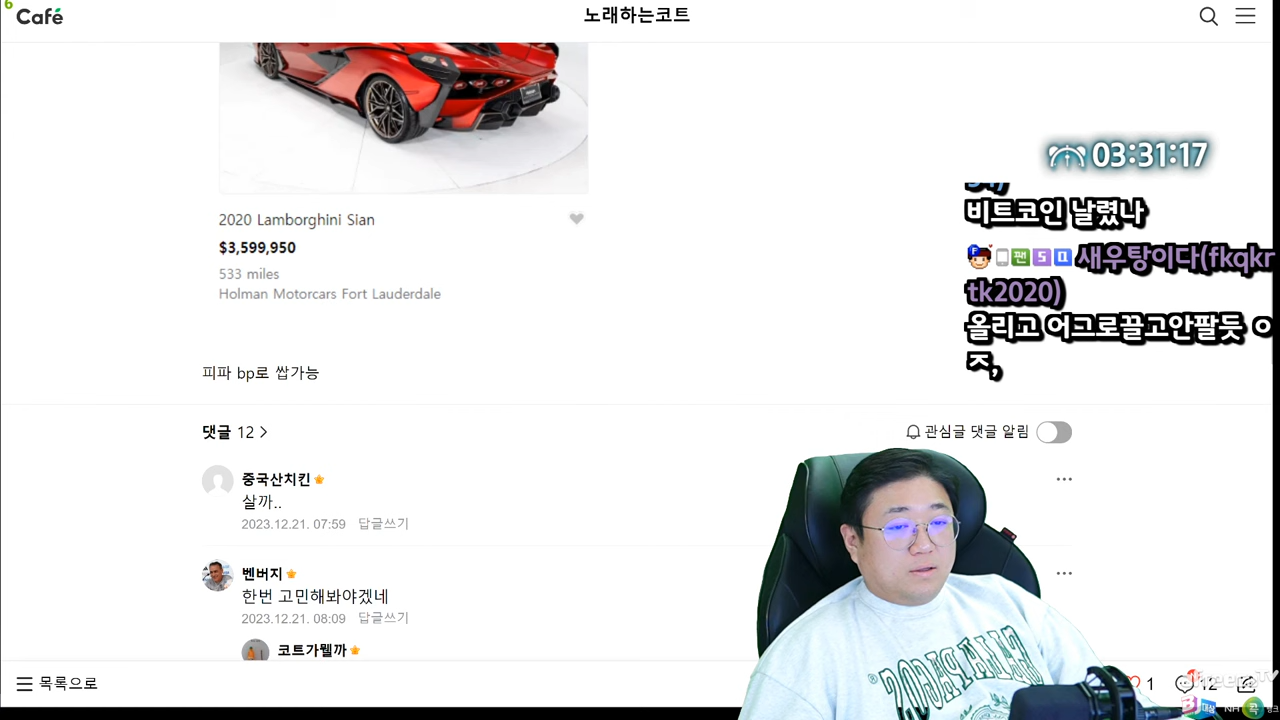 Café
노래하는코트
03:31:17
비트코인 날렸나
팬 S 새우탕이다(fkqkr
tk2020)
올리고 어그로끌고안팔듯 ㅇ
ㅈ,
2020 Lamborghini Sian
$3,599,950
533 miles
Holman Motorcars Fort Lauderdale
피파 bp로 쌉가능
댓글 12
관심글 댓글 알림
중국산치킨
살까..
2023.12.21. 07:59 답글쓰기
벤버지
한번 고민해봐야겠네
2023.12.21. 08:09 답글쓰기
코트가뷀까
목록으로
1
12